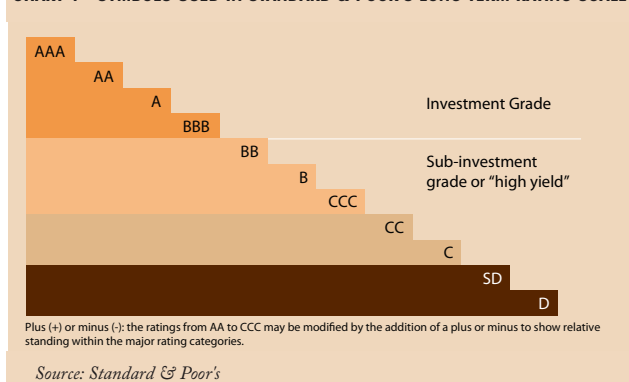 AAA
AA
A
BBB
Investment Grade
BB
B
CCC
Sub-investment
grade or “high yield”
CC
C
SD
D
Plus (+) or minus (-): the ratings from AA to CCC may be modified by the addition of a plus or minus to show relative
standing within the major rating categories.
Source: Standard & Poor's